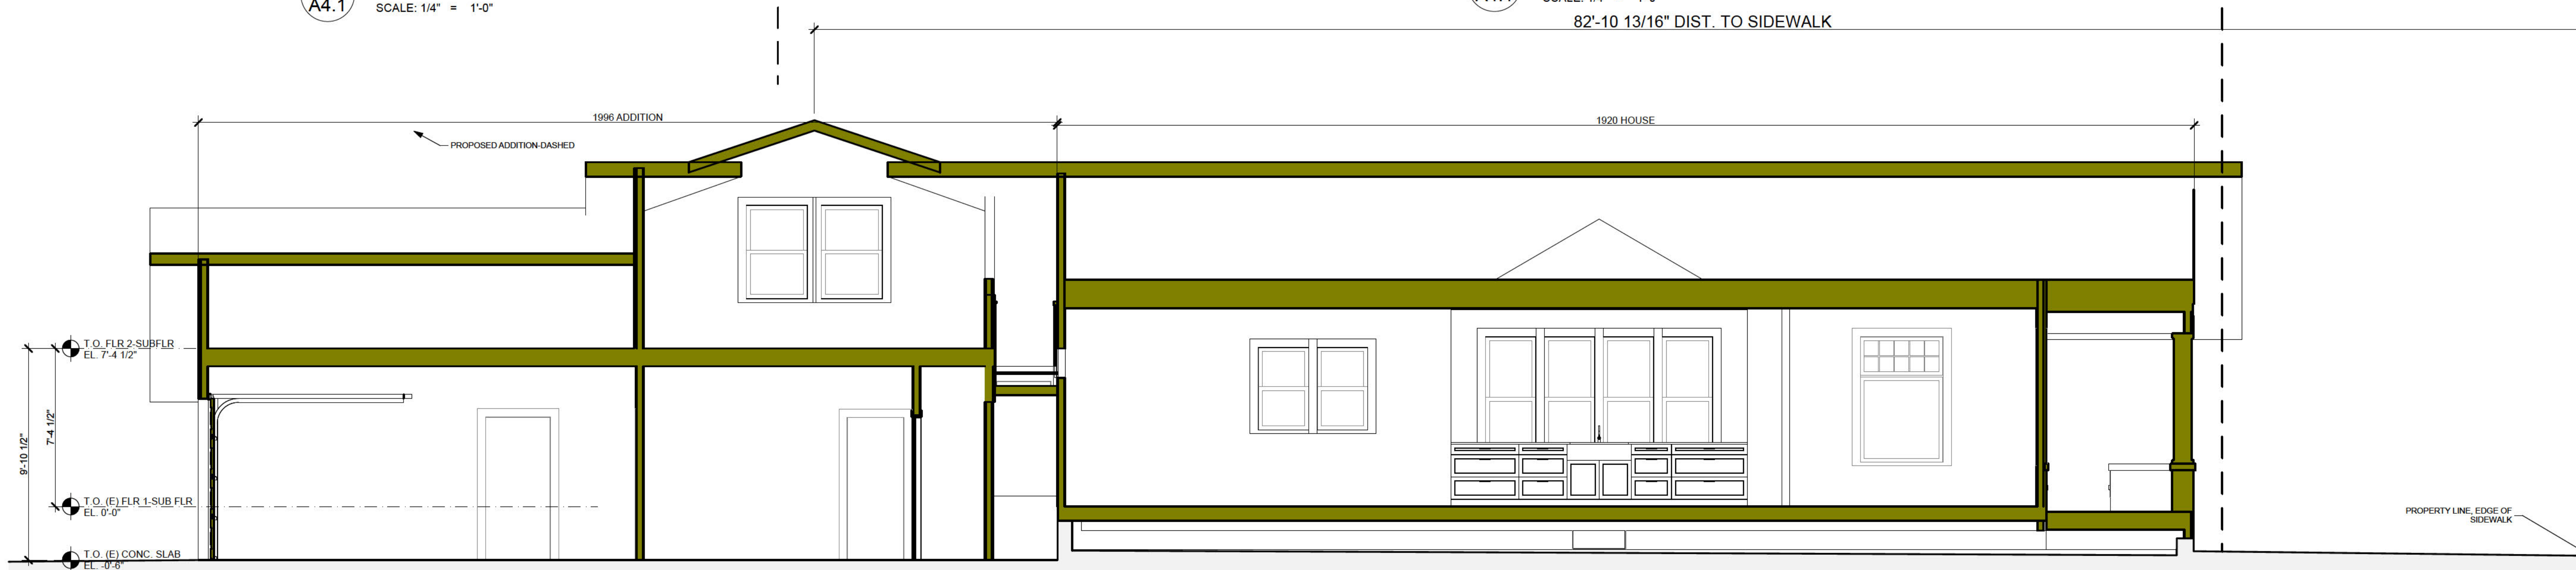 A4.1
SCALE: 1/4" = 1'-0"
82'-10 13/16" DIST. TO SIDEWALK
1996 ADDITION
1920 HOUSE
PROPOSED ADDITION-DASHED
T.O. FLR 2-SUBFLR
EL. 7'-4 1/2"
9'-10 1/2"
7'-4 1/2"
T.O. (E) FLR 1-SUB FLR
EL. 0'-0"
PROPERTY LINE, EDGE OF
SIDEWALK
T.O. (E) CONC. SLAB
EL. -0'-6"